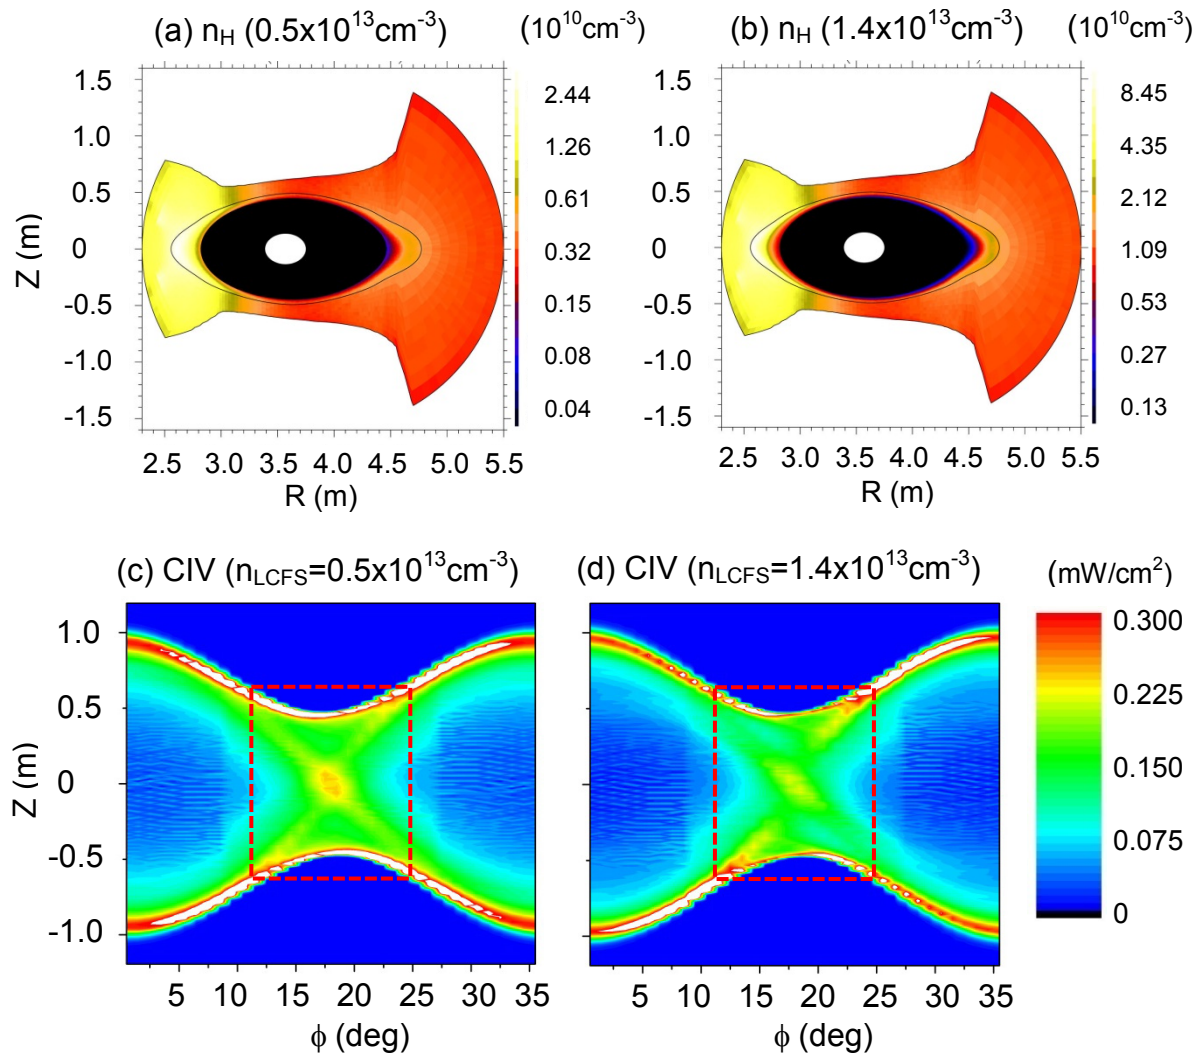 (a) n_H (0.5x10^13cm^-3) (10^10cm^-3) (b) n_H (1.4x10^13cm^-3) (10^10cm^-3)
1.5 2.44 1.5 8.45
1.0 1.26 1.0 4.35
0.5 0.61 0.5 2.12
0 0.32 0 1.09
-0.5 0.15 -0.5 0.53
-1.0 0.08 -1.0 0.27
-1.5 0.04 -1.5 0.13
Z (m)
2.5 3.0 3.5 4.0 4.5 5.0 5.5 2.5 3.0 3.5 4.0 4.5 5.0 5.5
R (m) R (m)
(c) CIV (n_LCFS=0.5x10^13cm^-3) (d) CIV (n_LCFS=1.4x10^13cm^-3) (mW/cm^2)
1.0 0.300
0.5 0.225
0 0.150
-0.5 0.075
-1.0 0
Z (m)
5 10 15 20 25 30 35 5 10 15 20 25 30 35
ϕ (deg) ϕ (deg)